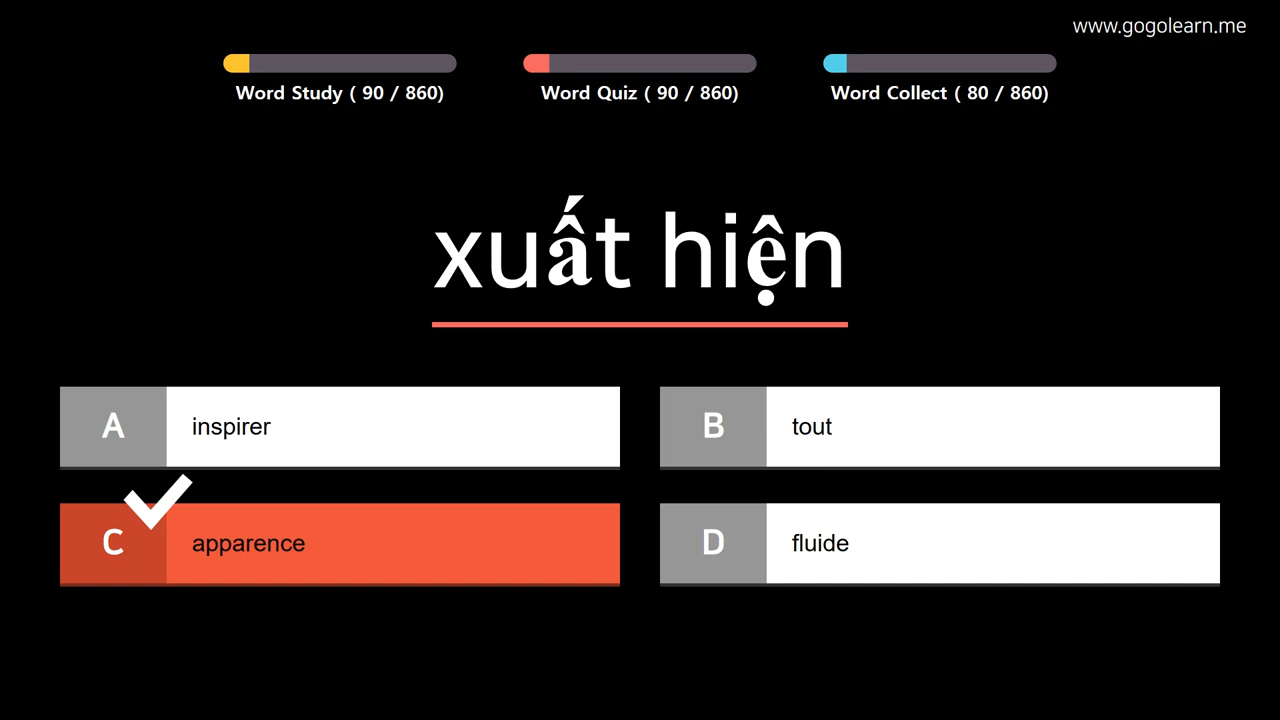 www.gogolearn.me
Word Study ( 90 / 860)
Word Quiz ( 90 / 860)
Word Collect ( 80 / 860)
xuất hiện
A inspirer
B tout
C apparence
D fluide